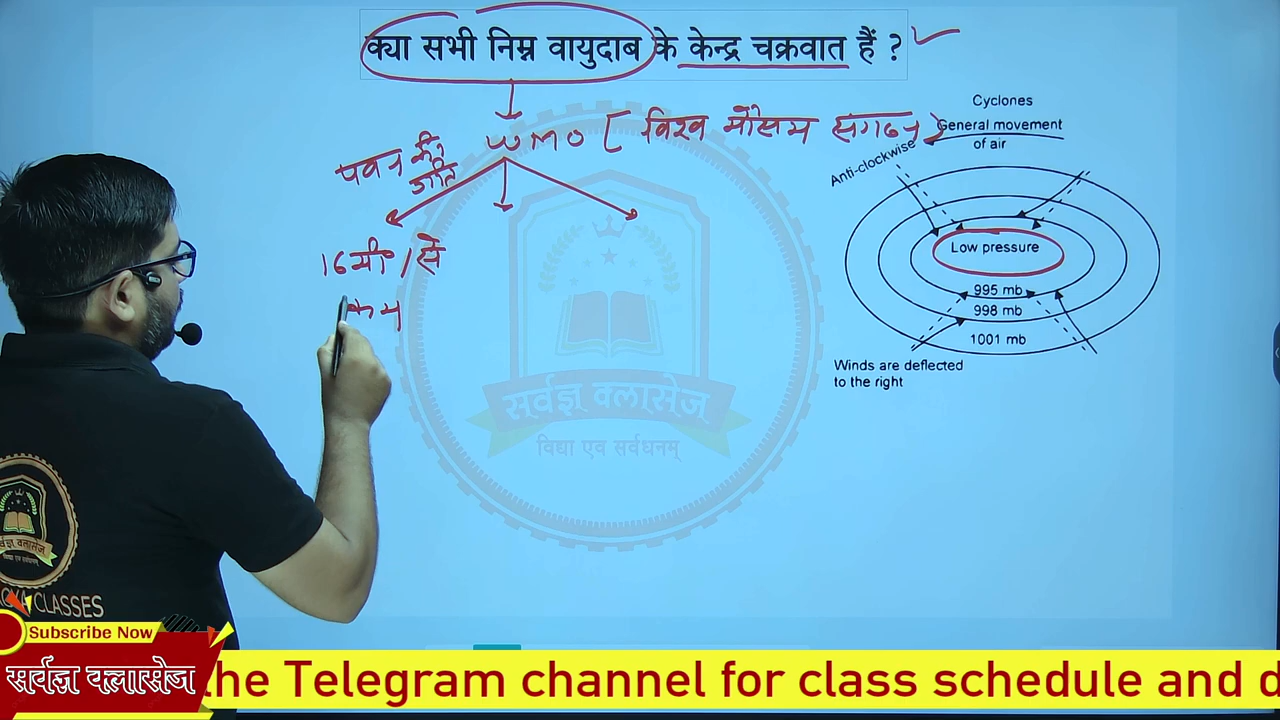 क्या सभी निम्न वायुदाब के केन्द्र चक्रवात हैं ?
WMO [ विश्व मौसम संगठन )
पवन की
गति
16मी०/से
कम
Cyclones
General movement
of air
Anti-clockwise
Low pressure
995 mb
998 mb
1001 mb
Winds are deflected
to the right
सर्वज्ञ क्लासेज
विद्या एव सर्वधनम्
CLASSES
Subscribe Now
सर्वज्ञ क्लासेज
the Telegram channel for class schedule and d